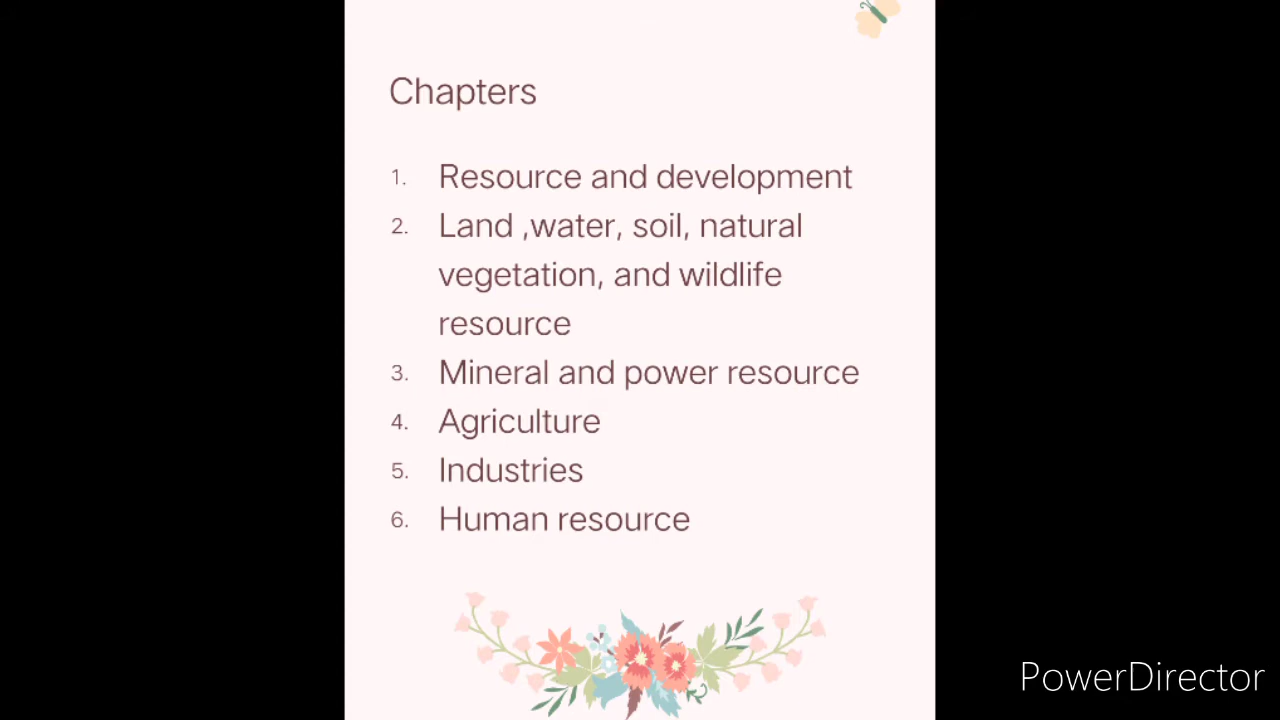 Chapters
1. Resource and development
2. Land ,water, soil, natural
vegetation, and wildlife
resource
3. Mineral and power resource
4. Agriculture
5. Industries
6. Human resource
PowerDirector